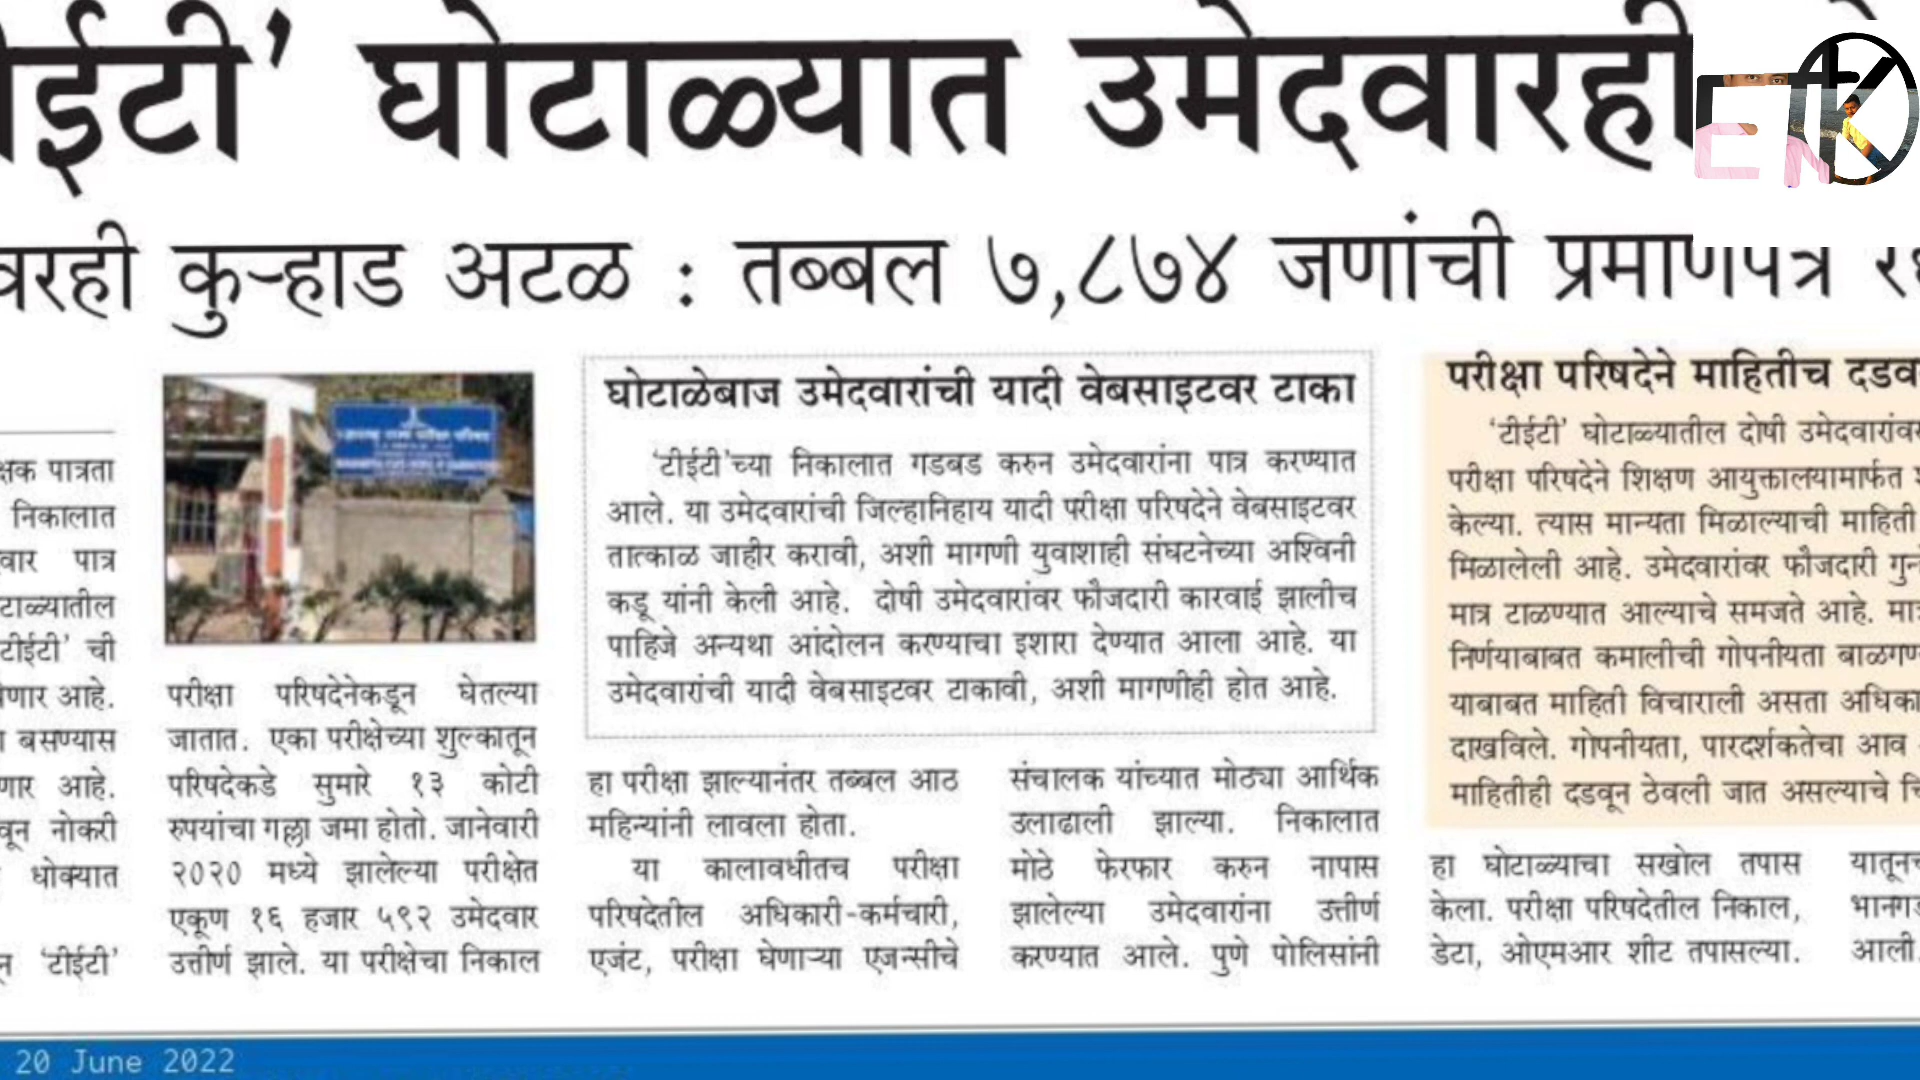 ईटी’ घोटाळ्यात उमेदवारही
वरही कुऱ्हाड अटळ : तब्बल ७,८७४ जणांची प्रमाणपत्र
पात्रता
निकालात
पात्र
टीईटी’ ची
आहे.
बसण्यास
आहे.
नोकरी
धोक्यात
‘टीईटी’
परीक्षा परिषदेनेकडून घेतल्या
जातात. एका परीक्षेच्या शुल्कातून
परिषदेकडे सुमारे १३ कोटी
रुपयांचा गल्ला जमा होतो. जानेवारी
२०२० मध्ये झालेल्या परीक्षेत
एकूण १६ हजार ५९२ उमेदवार
उत्तीर्ण झाले. या परीक्षेचा निकाल
घोटाळेबाज उमेदवारांची यादी वेबसाइटवर टाका
‘टीईटी’च्या निकालात गडबड करुन उमेदवारांना पात्र करण्यात
आले. या उमेदवारांची जिल्हानिहाय यादी परीक्षा परिषदेने वेबसाइटवर
तात्काळ जाहीर करावी, अशी मागणी युवाशाही संघटनेच्या अश्विनी
कडू यांनी केली आहे. दोषी उमेदवारांवर फौजदारी कारवाई झालीच
पाहिजे अन्यथा आंदोलन करण्याचा इशारा देण्यात आला आहे. या
उमेदवारांची यादी वेबसाइटवर टाकावी, अशी मागणीही होत आहे.
हा परीक्षा झाल्यानंतर तब्बल आठ
महिन्यांनी लावला होता.
या कालावधीतच परीक्षा
परिषदेतील अधिकारी-कर्मचारी,
एजंट, परीक्षा घेणाऱ्या एजन्सीचे
संचालक यांच्यात मोठ्या आर्थिक
उलाढाली झाल्या. निकालात
मोठे फेरफार करुन नापास
झालेल्या उमेदवारांना उत्तीर्ण
करण्यात आले. पुणे पोलिसांनी
परीक्षा परिषदेने माहितीच
‘टीईटी’ घोटाळ्यातील दोषी
परीक्षा परिषदेने शिक्षण आयुक्तालयामार्फत
केल्या. त्यास मान्यता मिळाल्याची माहिती
मिळालेली आहे. उमेदवारांवर फौजदारी
मात्र टाळण्यात आल्याचे समजते आहे.
निर्णयाबाबत कमालीची गोपनीयता
याबाबत माहिती विचाराली असता
दाखविले. गोपनीयता, पारदर्शकतेचा आव
माहितीही दडवून ठेवली जात असल्याचे
हा घोटाळ्याचा सखोल तपास
केला. परीक्षा परिषदेतील निकाल,
डेटा, ओएमआर शीट तपासल्या.
आली.
20 June 2022